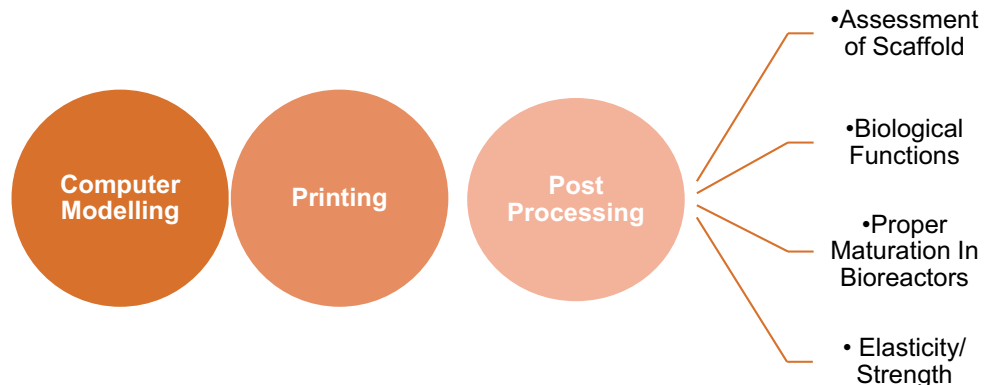 Computer
Modelling
Printing
Post
Processing
•Assessment
of Scaffold
•Biological
Functions
•Proper
Maturation In
Bioreactors
• Elasticity/
Strength